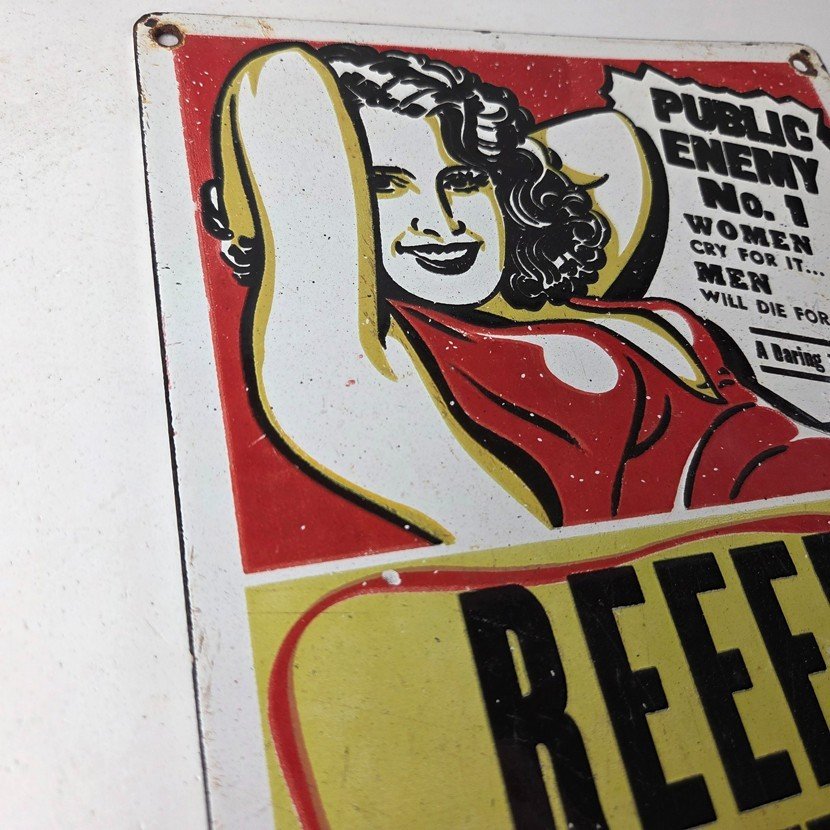 PUBLIC
ENEMY
No. 1
WOMEN
CRY FOR IT...
MEN
WILL DIE FOR
A Daring
REEF